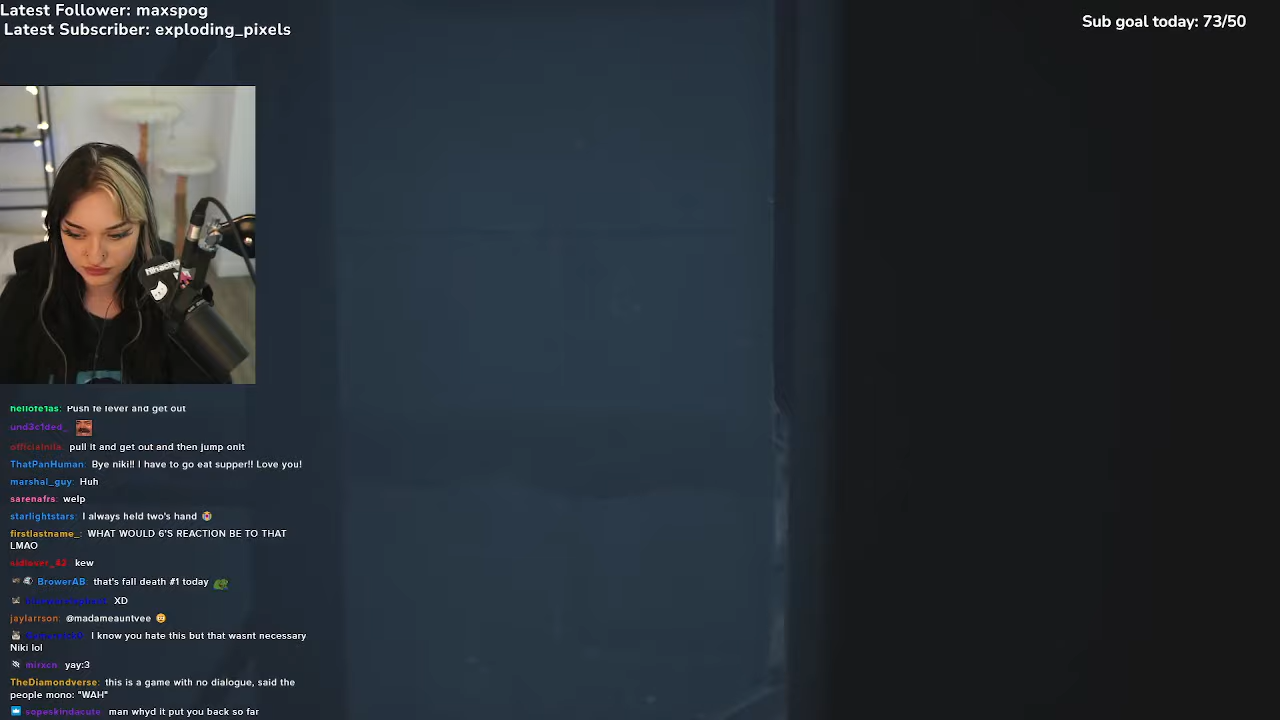 Latest Follower: maxspog
Latest Subscriber: exploding_pixels
Sub goal today: 73/50
hellofe1as: Push fe lever and get out
und3c1ded_
officialnila: pull it and get out and then jump onit
ThatPanHuman: Bye niki!! I have to go eat supper!! Love you!
marshal_guy: Huh
sarenafrs: welp
starlightstars: I always held two's hand
firstlastname_: WHAT WOULD 6'S REACTION BE TO THAT
LMAO
kew
BrowerAB: that's fall death #1 today
XD
jaylarrson: @madameauntvee
I know you hate this but that wasnt necessary
Niki lol
mirxcn: yay:3
TheDiamondverse: this is a game with no dialogue, said the
people mono: "WAH"
sopeskindacute: man whyd it put you back so far